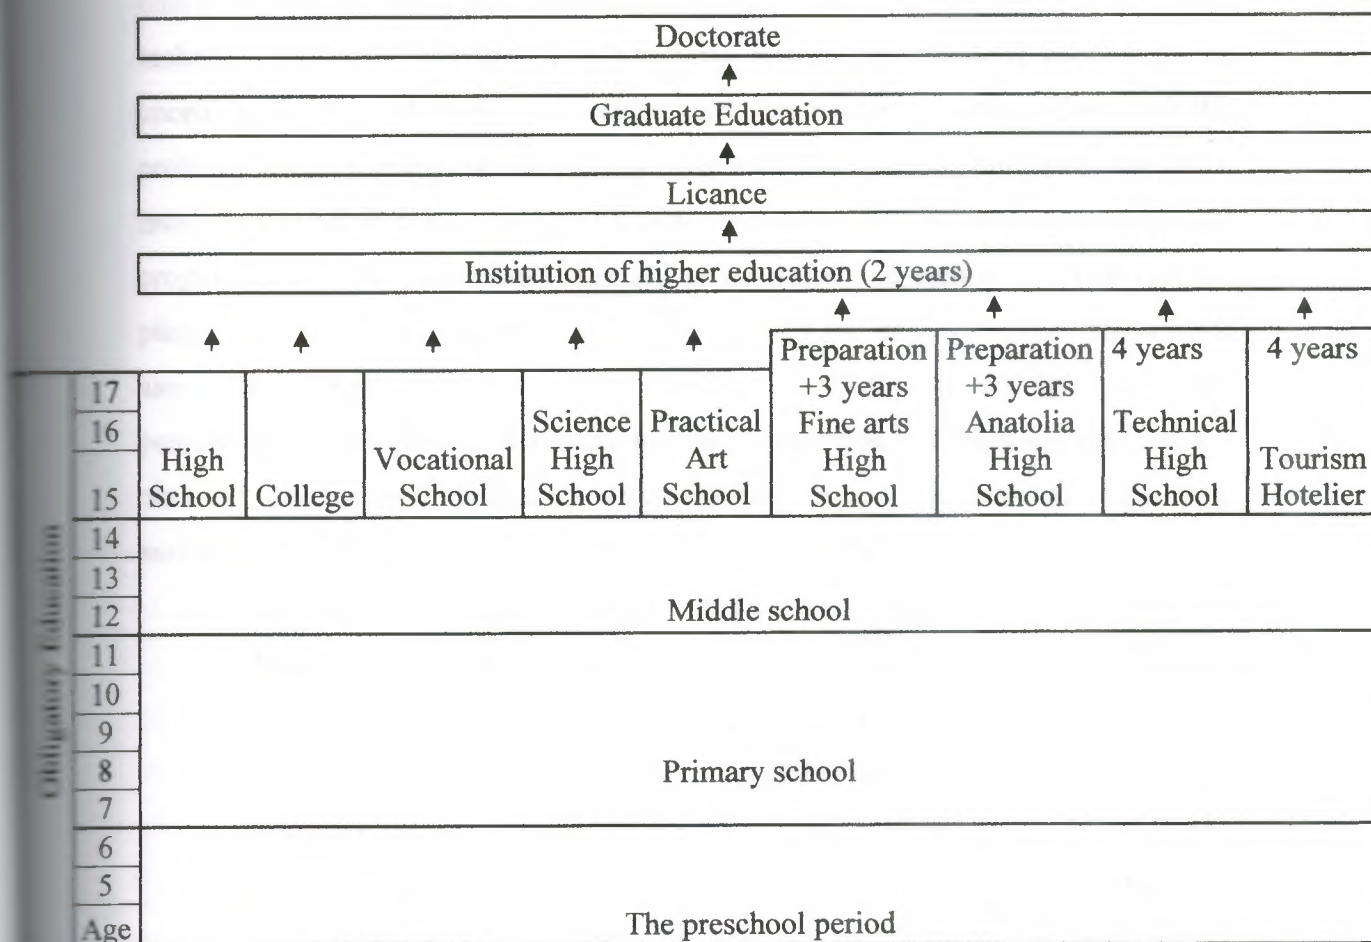 Doctorate
Graduate Education
Licance
Institution of higher education (2 years)
Preparation +3 years Fine arts High School
Preparation +3 years Anatolia High School
4 years Technical High School
4 years Tourism Hotelier
High School
College
Vocational School
Science High School
Practical Art School
17
16
15
14
13
12
Middle school
11
10
9
8
7
Primary school
6
5
Age
The preschool period
Obligatory Education